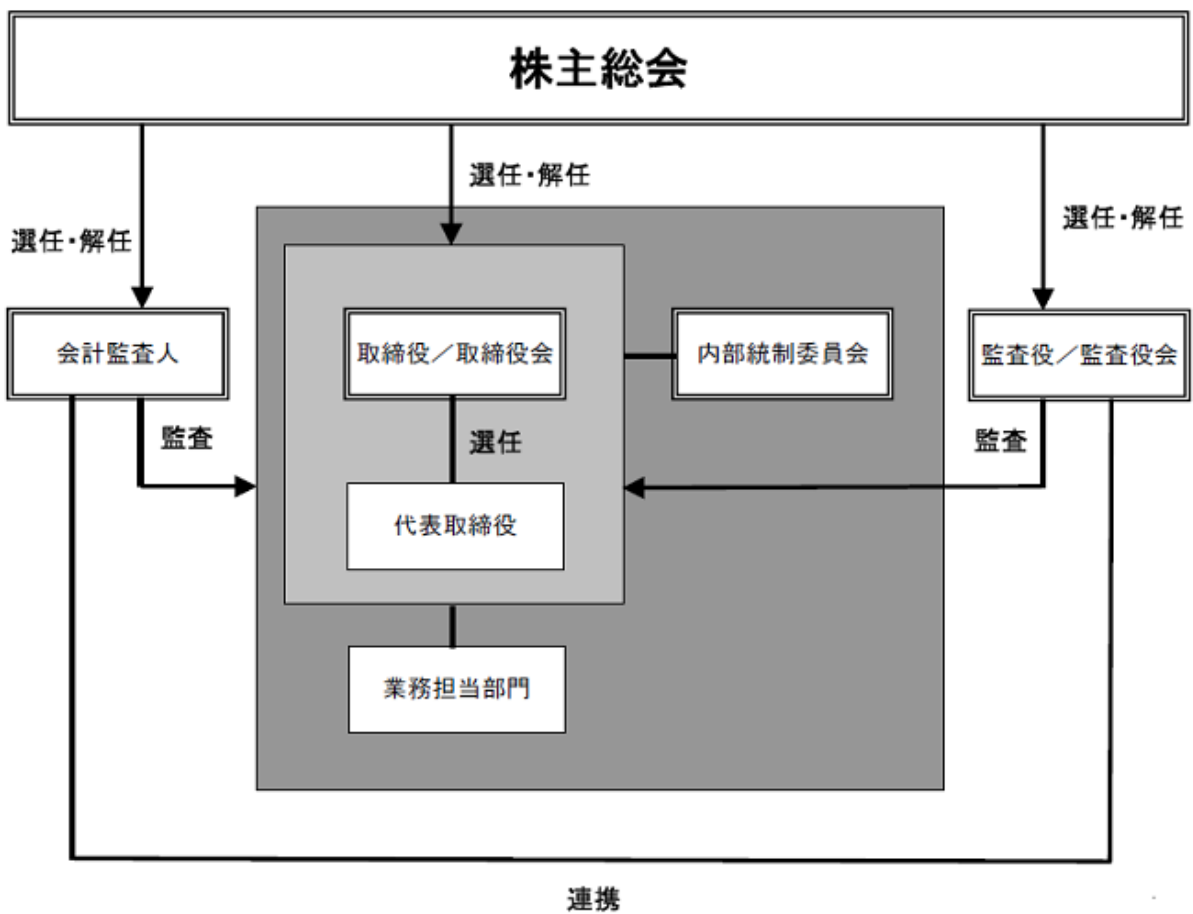 株主総会
選任・解任
選任・解任
選任・解任
会計監査人
取締役／取締役会
内部統制委員会
監査役／監査役会
監査
選任
監査
代表取締役
業務担当部門
連携